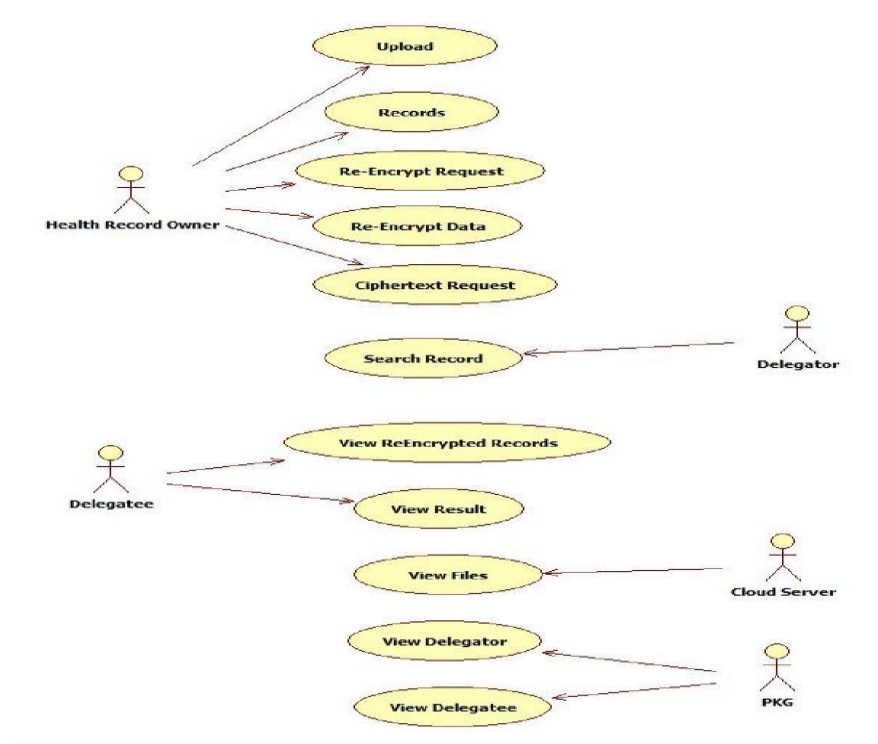 Upload
Records
Re-Encrypt Request
Health Record Owner
Re-Encrypt Data
Ciphertext Request
Search Record
Delegator
View ReEncrypted Records
Delegatee
View Result
View Files
Cloud Server
View Delegator
PKG
View Delegatee